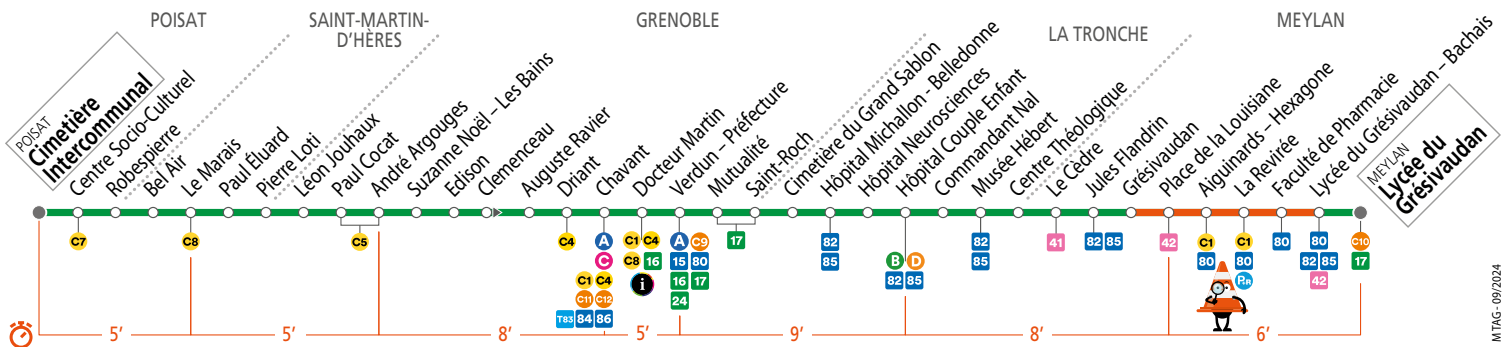 POISAT
SAINT-MARTIN-
D'HÈRES
GRENOBLE
LA TRONCHE
MEYLAN
POISAT
Cimetière
Intercommunal
Centre Socio-Culturel
Robespierre
Bel Air
Le Marais
Paul Éluard
Pierre Loti
Léon Jouhaux
Paul Cocat
André Argouges
Suzanne Noël – Les Bains
Edison
Clemenceau
Auguste Ravier
Driant
Chavant
Docteur Martin
Verdun – Préfecture
Mutualité
Saint-Roch
Cimetière du Grand Sablon
Hôpital Michallon - Belledonne
Hôpital Neurosciences
Hôpital Couple Enfant
Commandant Nal
Musée Hébert
Centre Théologique
Le Cèdre
Jules Flandrin
Grésivaudan
Place de la Louisiane
Aiguinards – Hexagone
La Revirée
Faculté de Pharmacie
Lycée du Grésivaudan – Bachais
MEYLAN
Lycée du
Grésivaudan
C7
C8
C5
C4
A
C
C1 C4
C11 C12
T83 84 86
C1 C4
C8 16
i
A C9
15 80
16 17
24
17
82
85
B D
82 85
82
85
41
82 85
42
C1
80
C1
80
P+R
80
80
82 85
42
C10
17
5'
5'
8'
5'
9'
8'
6'
M TAG - 09/2024